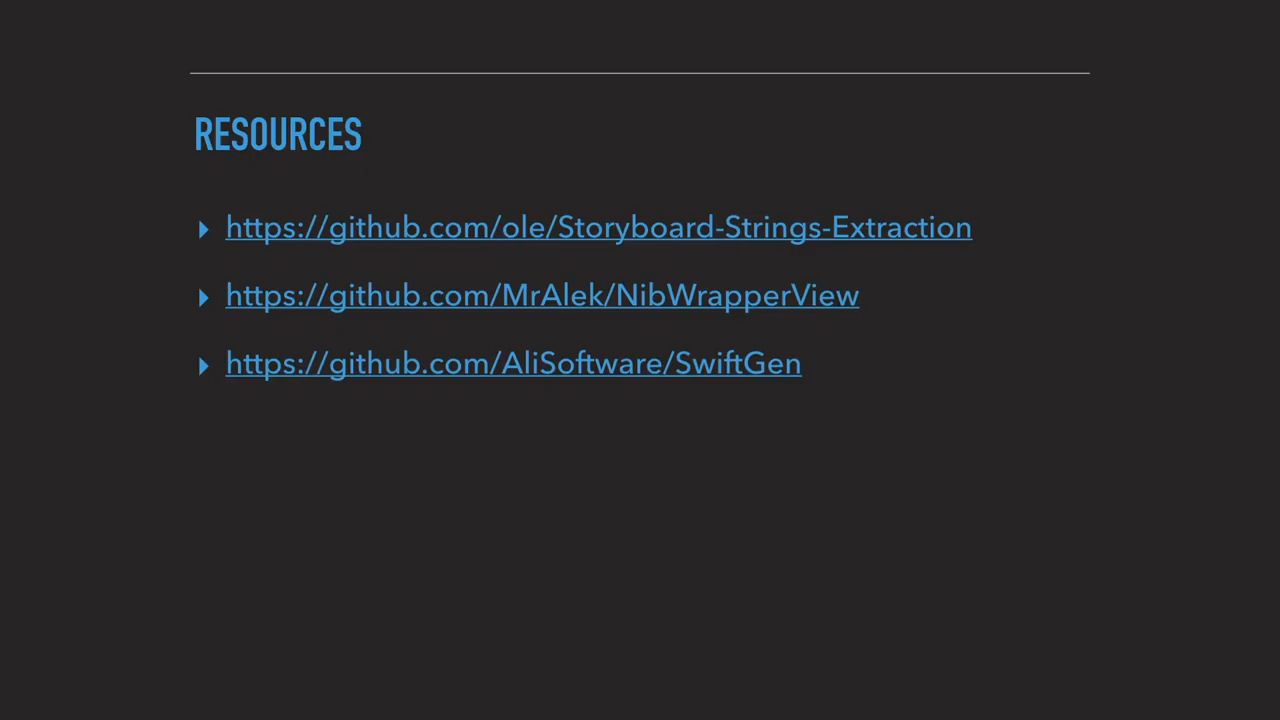 RESOURCES
▸ https://github.com/ole/Storyboard-Strings-Extraction
▸ https://github.com/MrAlek/NibWrapperView
▸ https://github.com/AliSoftware/SwiftGen